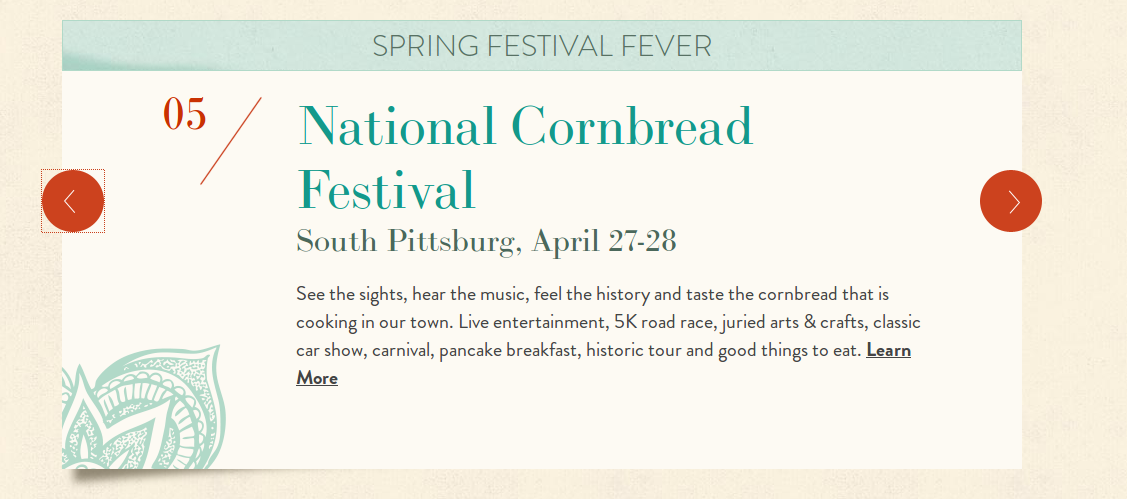 SPRING FESTIVAL FEVER
05
National Cornbread
Festival
South Pittsburg, April 27-28
See the sights, hear the music, feel the history and taste the cornbread that is
cooking in our town. Live entertainment, 5K road race, juried arts & crafts, classic
car show, carnival, pancake breakfast, historic tour and good things to eat. Learn
More